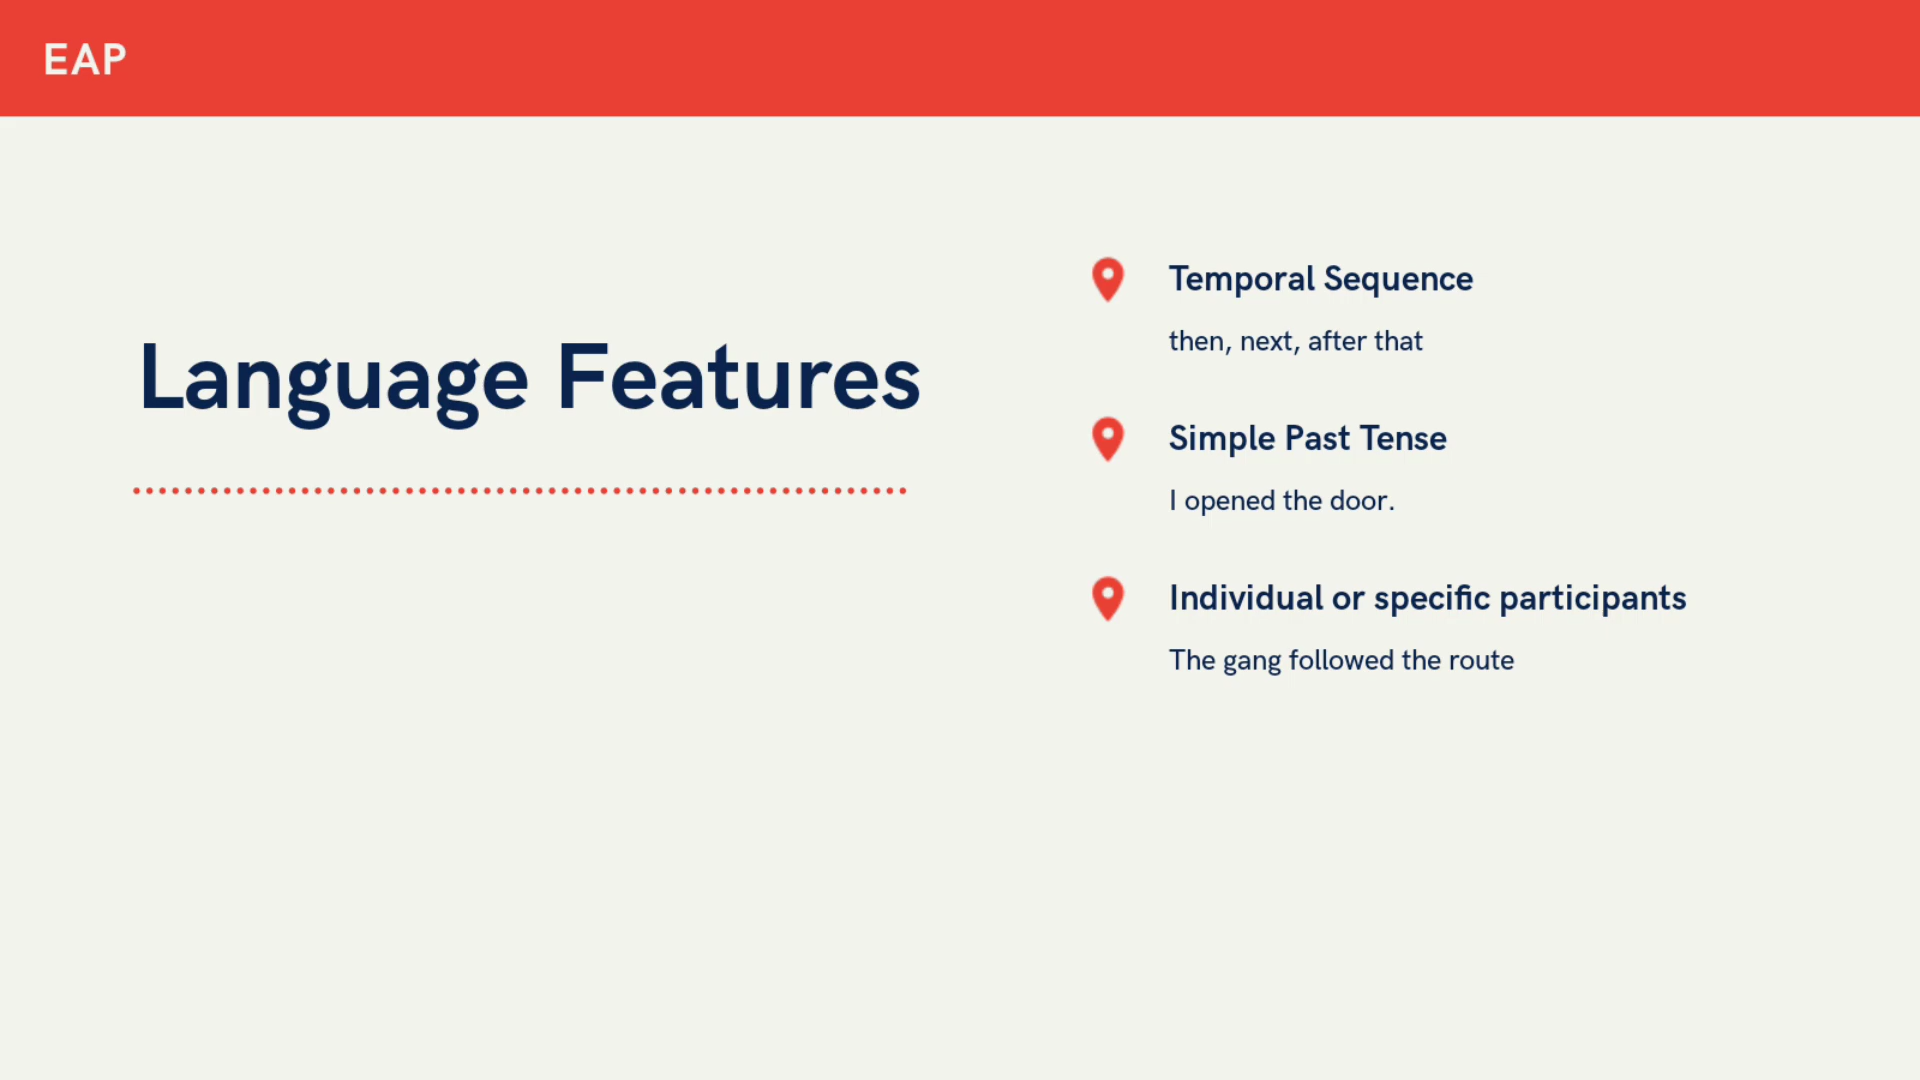 EAP
Language Features
Temporal Sequence
then, next, after that
Simple Past Tense
I opened the door.
Individual or specific participants
The gang followed the route